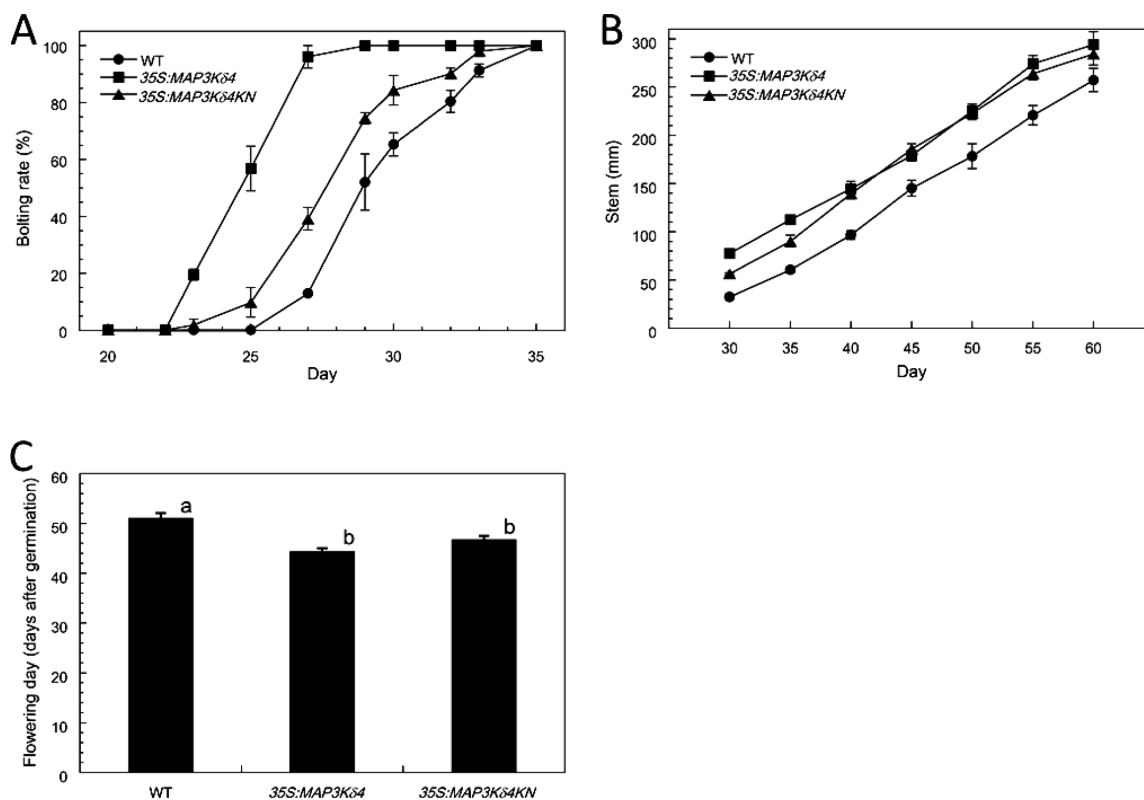 A
100
80
60
40
20
0
Bolting rate (%)
WT
35S:MAP3Kδ4
35S:MAP3Kδ4KN
20 25 30 35
Day
B
300
250
200
150
100
50
0
Stem (mm)
WT
35S:MAP3Kδ4
35S:MAP3Kδ4KN
30 35 40 45 50 55 60
Day
C
60
50
40
30
20
10
0
Flowering day (days after germination)
a
b
b
WT 35S:MAP3Kδ4 35S:MAP3Kδ4KN